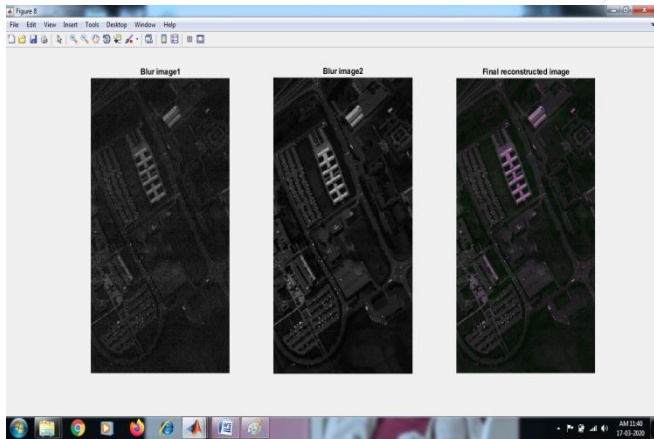 Figure 8
File Edit View Insert Tools Desktop Window Help
Blur image1
Blur image2
Final reconstructed image
AM 11:40
17-03-2020